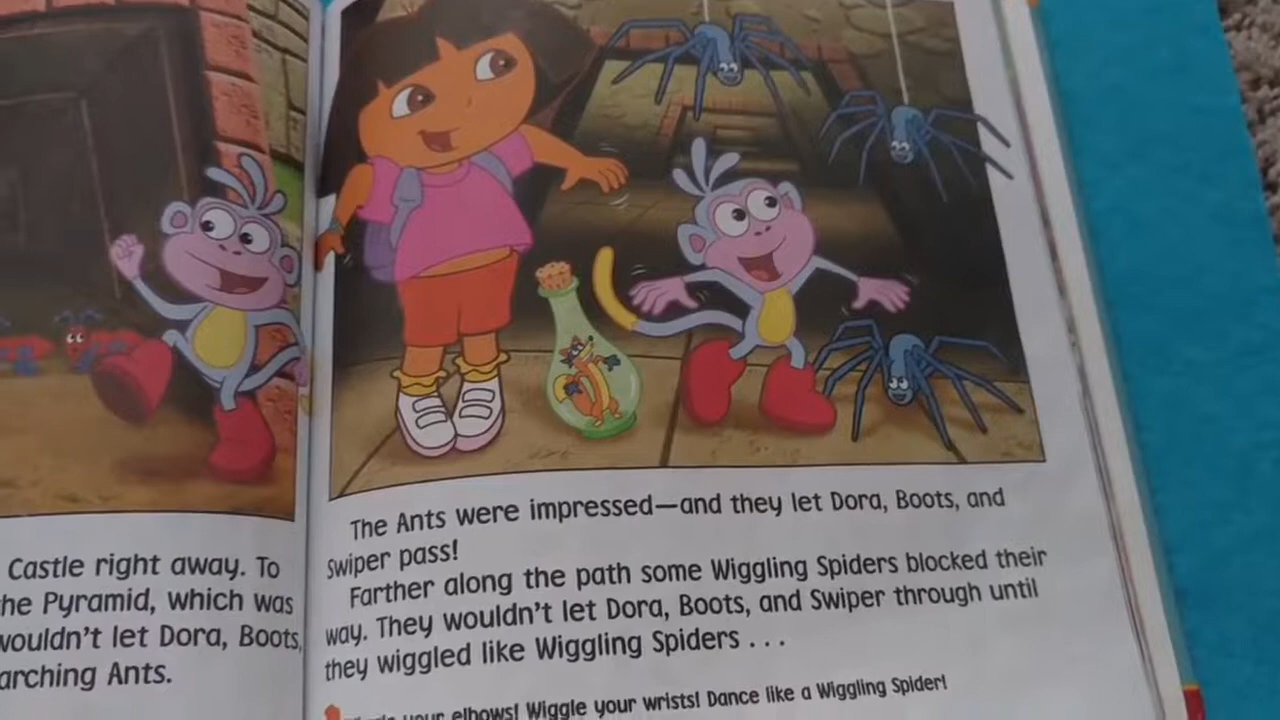 Castle right away. To
the Pyramid, which was
wouldn't let Dora, Boots,
arching Ants.
The Ants were impressed—and they let Dora, Boots, and
Swiper pass!
Farther along the path some Wiggling Spiders blocked their
way. They wouldn't let Dora, Boots, and Swiper through until
they wiggled like Wiggling Spiders . . .
your elbows! Wiggle your wrists! Dance like a Wiggling Spider!